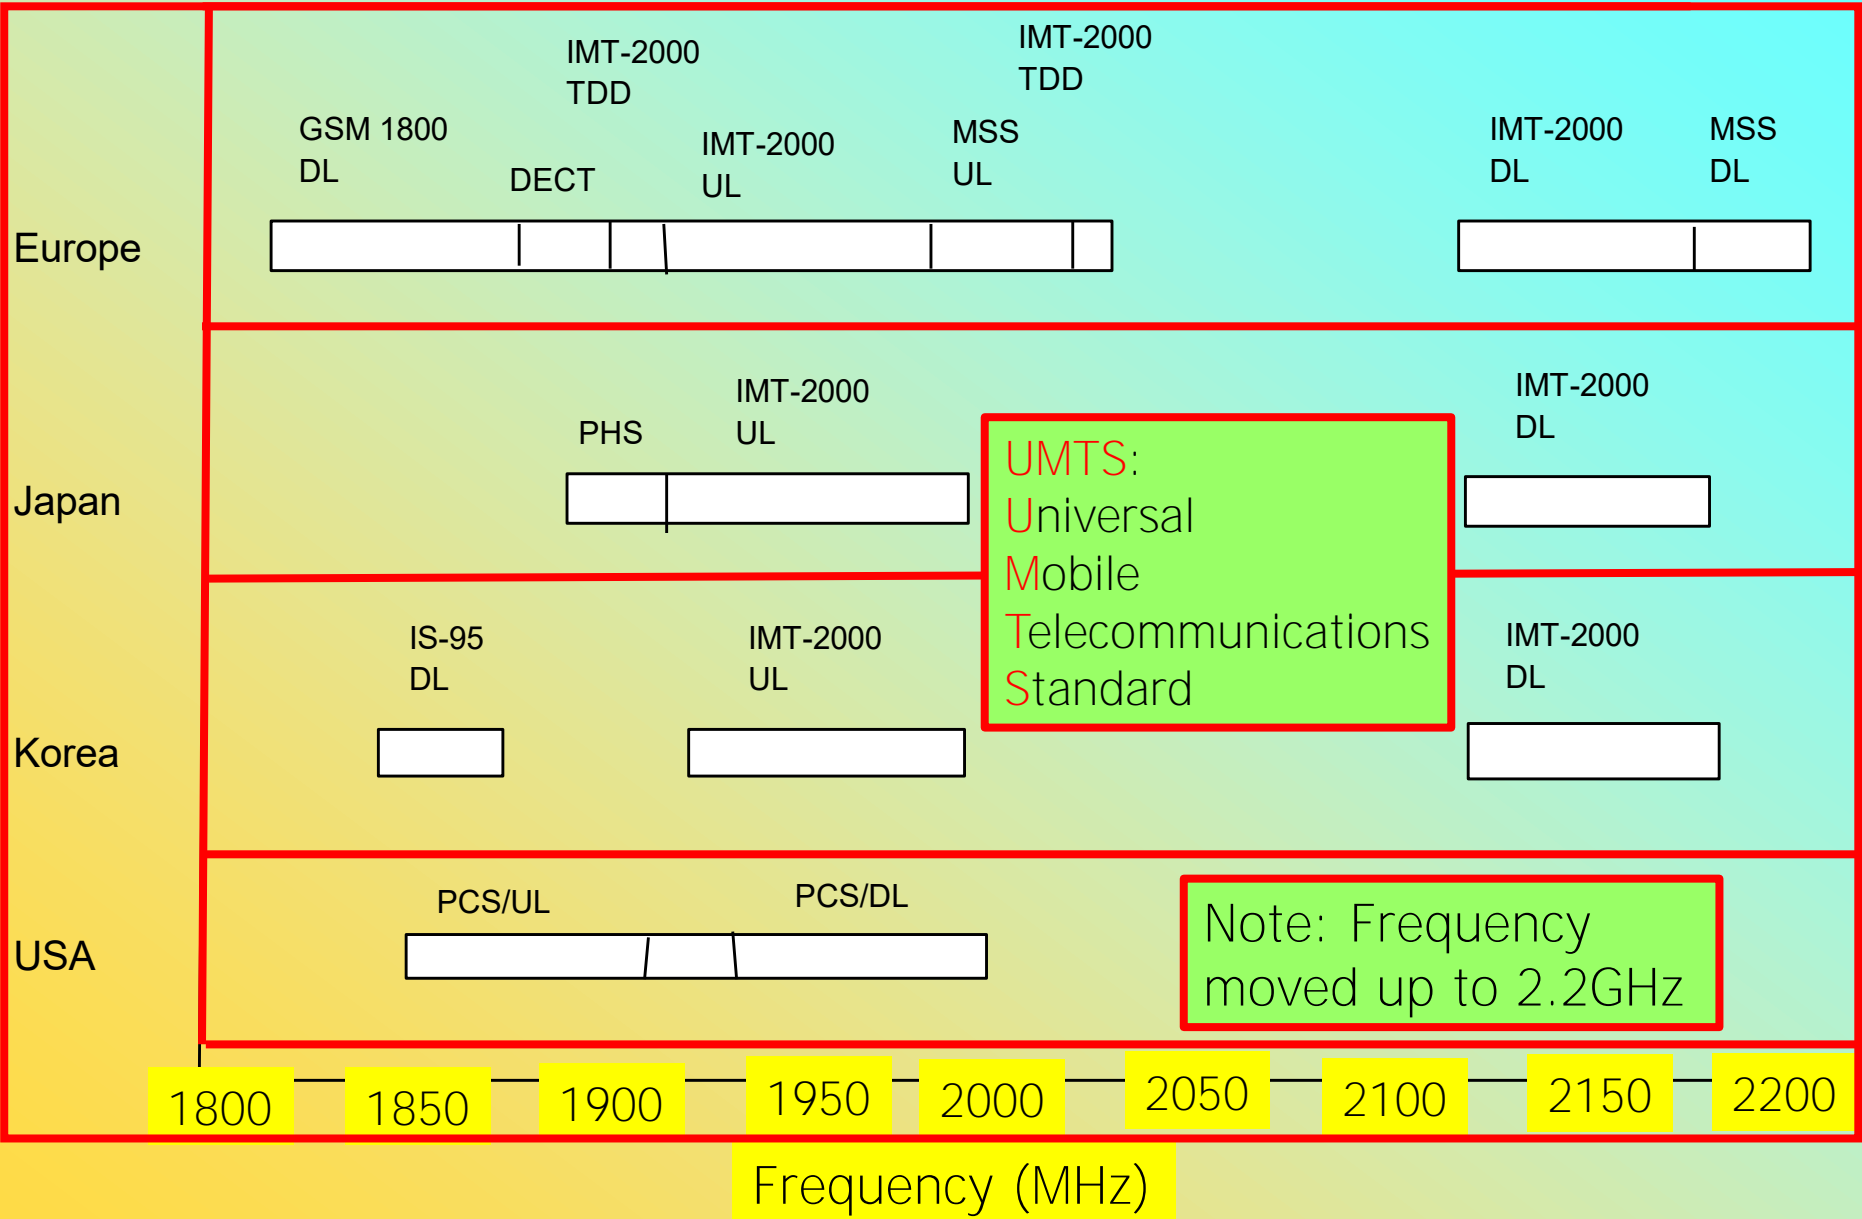 IMT-2000
TDD
IMT-2000
TDD
GSM 1800
DL
DECT
IMT-2000
UL
MSS
UL
IMT-2000
DL
MSS
DL
Europe
PHS
IMT-2000
UL
IMT-2000
DL
Japan
UMTS:
Universal
Mobile
Telecommunications
Standard
IS-95
DL
IMT-2000
UL
IMT-2000
DL
Korea
PCS/UL
PCS/DL
USA
Note: Frequency
moved up to 2.2GHz
1800 1850 1900 1950 2000 2050 2100 2150 2200
Frequency (MHz)